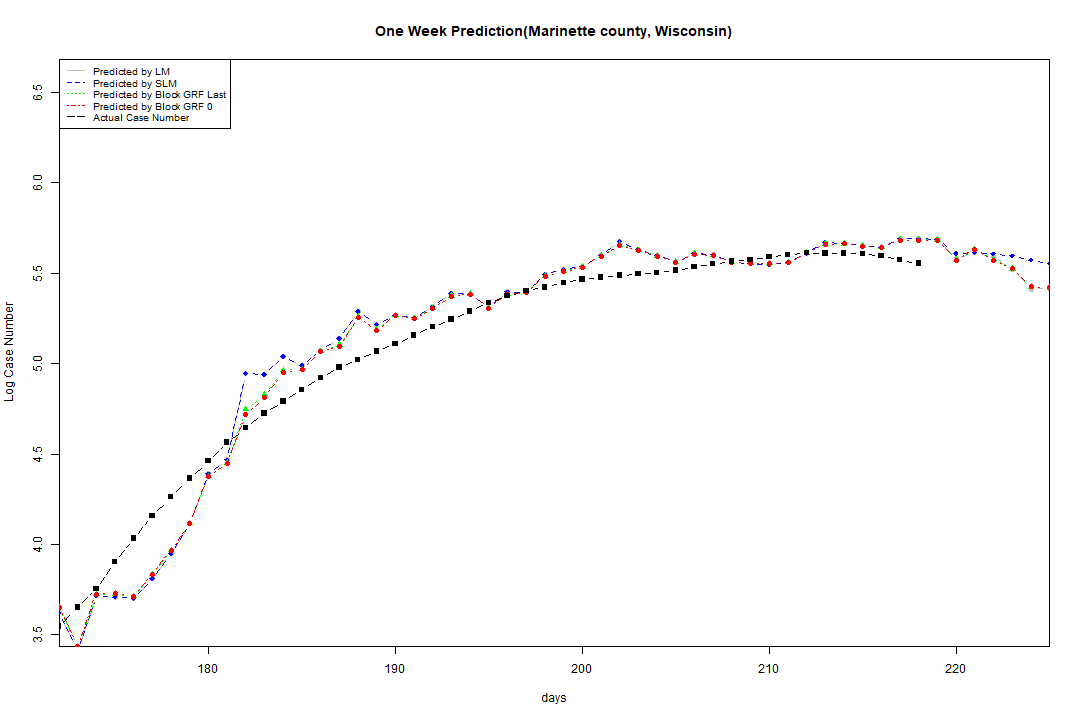 One Week Prediction(Marinette county, Wisconsin)
Predicted by LM
Predicted by SLM
Predicted by Block GRF Last
Predicted by Block GRF 0
Actual Case Number
6.5
6.0
5.5
5.0
4.5
4.0
3.5
Log Case Number
180 190 200 210 220
days